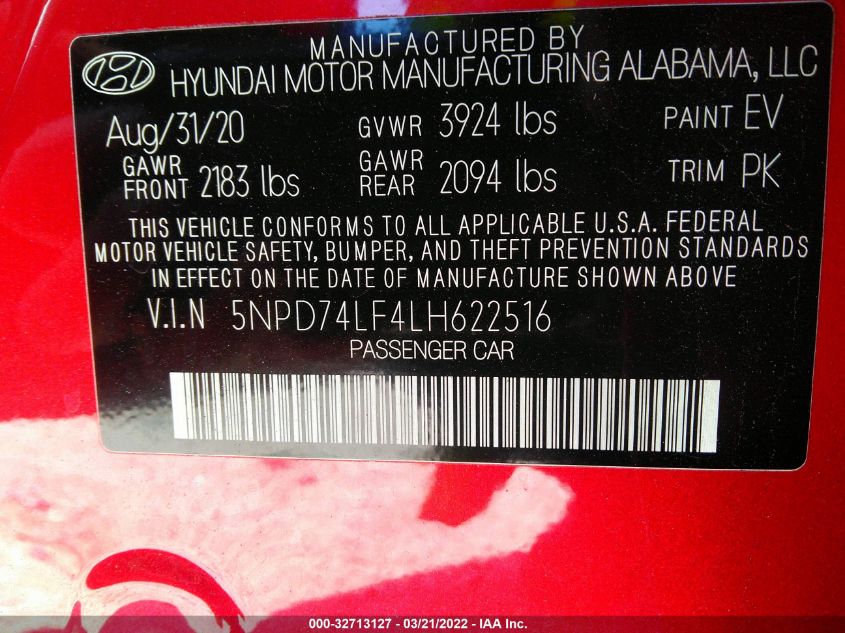 MANUFACTURED BY
HYUNDAI MOTOR MANUFACTURING ALABAMA, LLC
Aug/31/20 GVWR 3924 lbs PAINT EV
GAWR FRONT 2183 lbs GAWR REAR 2094 lbs TRIM PK
THIS VEHICLE CONFORMS TO ALL APPLICABLE U.S.A. FEDERAL
MOTOR VEHICLE SAFETY, BUMPER, AND THEFT PREVENTION STANDARDS
IN EFFECT ON THE DATE OF MANUFACTURE SHOWN ABOVE
V.I.N 5NPD74LF4LH622516
PASSENGER CAR
000-32713127 - 03/21/2022 - IAA Inc.